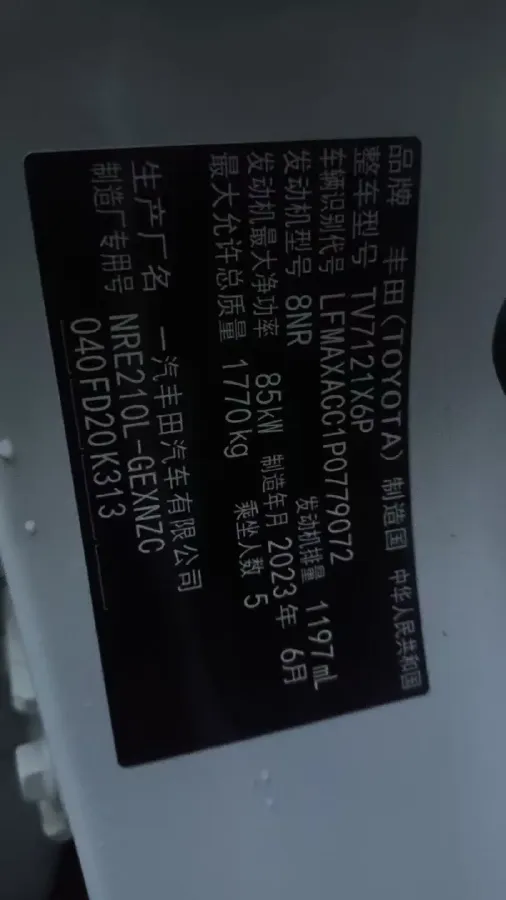 品牌 丰田(TOYOTA) 制造国 中华人民共和国
整车型号 TV7121X6P
车辆识别代号 LFMAXACC1P0779072
发动机型号 8NR 发动机排量 1197mL
发动机最大净功率 85kW 制造年月 2023年 6月
最大允许总质量 1770kg 乘坐人数 5
生产厂名 一汽丰田汽车有限公司
制造厂专用号 NRE210L-GEXNZC
040FD20K313